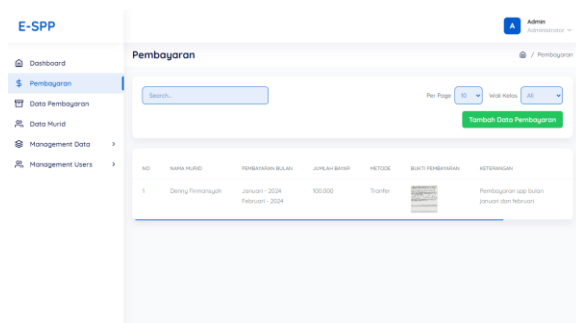 E-SPP
A
Admin
Administrator
Dashboard
Pembayaran
Data Pembayaran
Data Murid
Management Data
Management Users
Pembayaran
/ Pembayaran
Search..
Per Page 10
Wali Kelas All
Tambah Data Pembayaran
NO NAMA MURID PEMBAYARAN BULAN JUMLAH BAYAR METODE BUKTI PEMBAYARAN KETERANGAN
1 Denny Firmansyah Januari - 2024 100.000 Tranfer Pembayaran spp bulan
Februari - 2024 januari dan februari